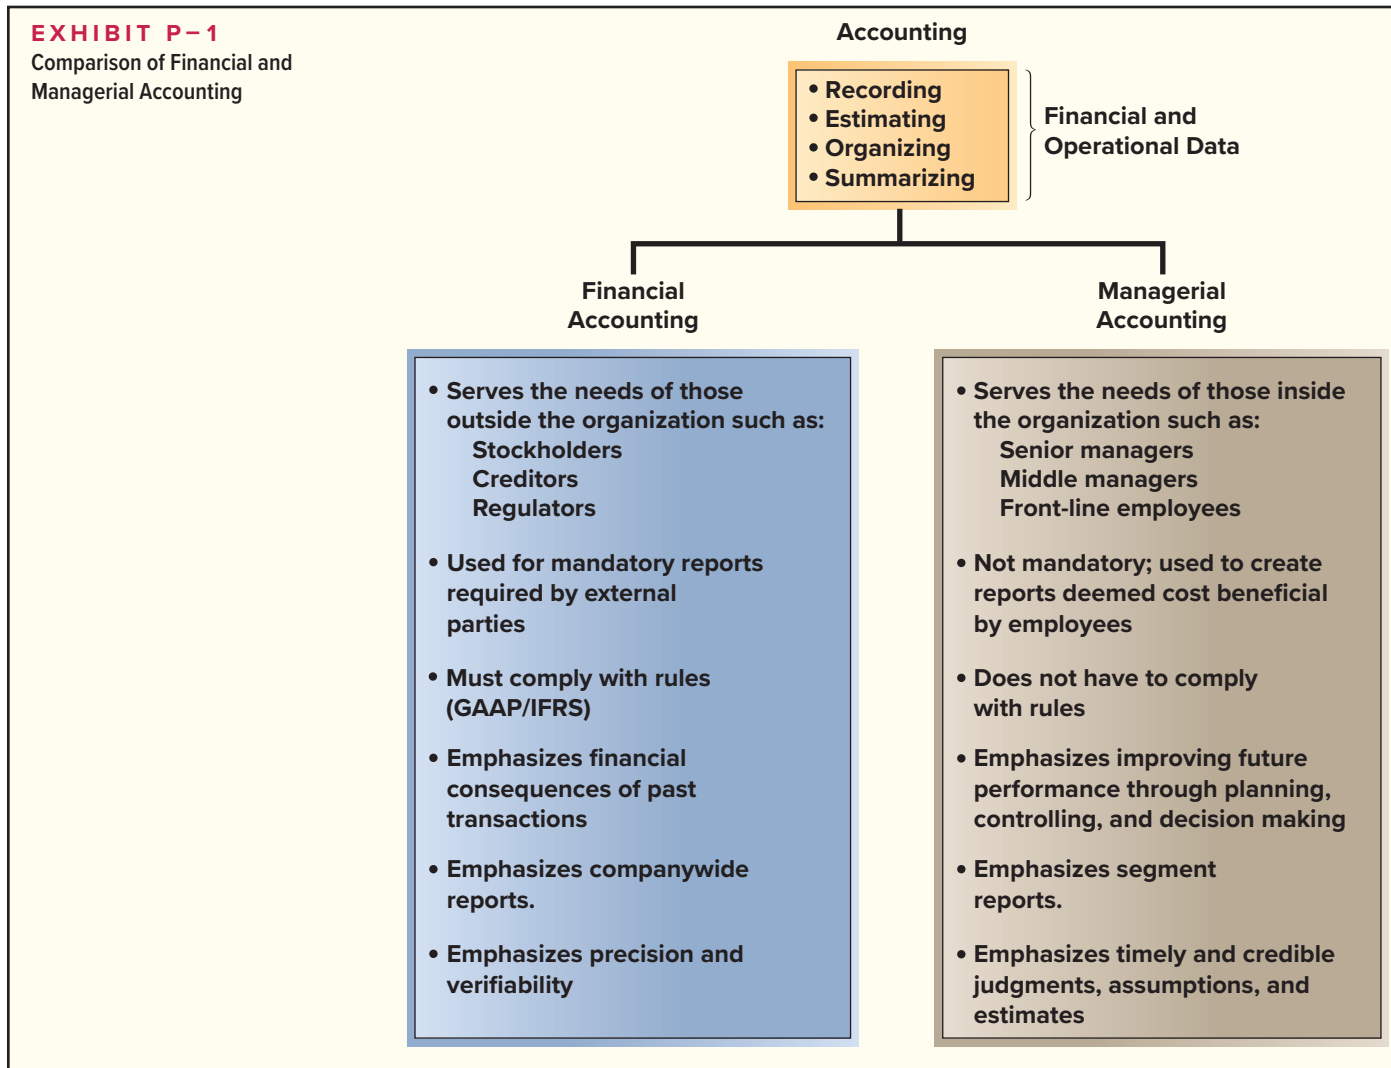 EXHIBIT P–1
Comparison of Financial and
Managerial Accounting
Accounting
• Recording
• Estimating
• Organizing
• Summarizing
Financial and
Operational Data
Financial
Accounting
• Serves the needs of those
outside the organization such as:
Stockholders
Creditors
Regulators
• Used for mandatory reports
required by external
parties
• Must comply with rules
(GAAP/IFRS)
• Emphasizes financial
consequences of past
transactions
• Emphasizes companywide
reports.
• Emphasizes precision and
verifiability
Managerial
Accounting
• Serves the needs of those inside
the organization such as:
Senior managers
Middle managers
Front-line employees
• Not mandatory; used to create
reports deemed cost beneficial
by employees
• Does not have to comply
with rules
• Emphasizes improving future
performance through planning,
controlling, and decision making
• Emphasizes segment
reports.
• Emphasizes timely and credible
judgments, assumptions, and
estimates